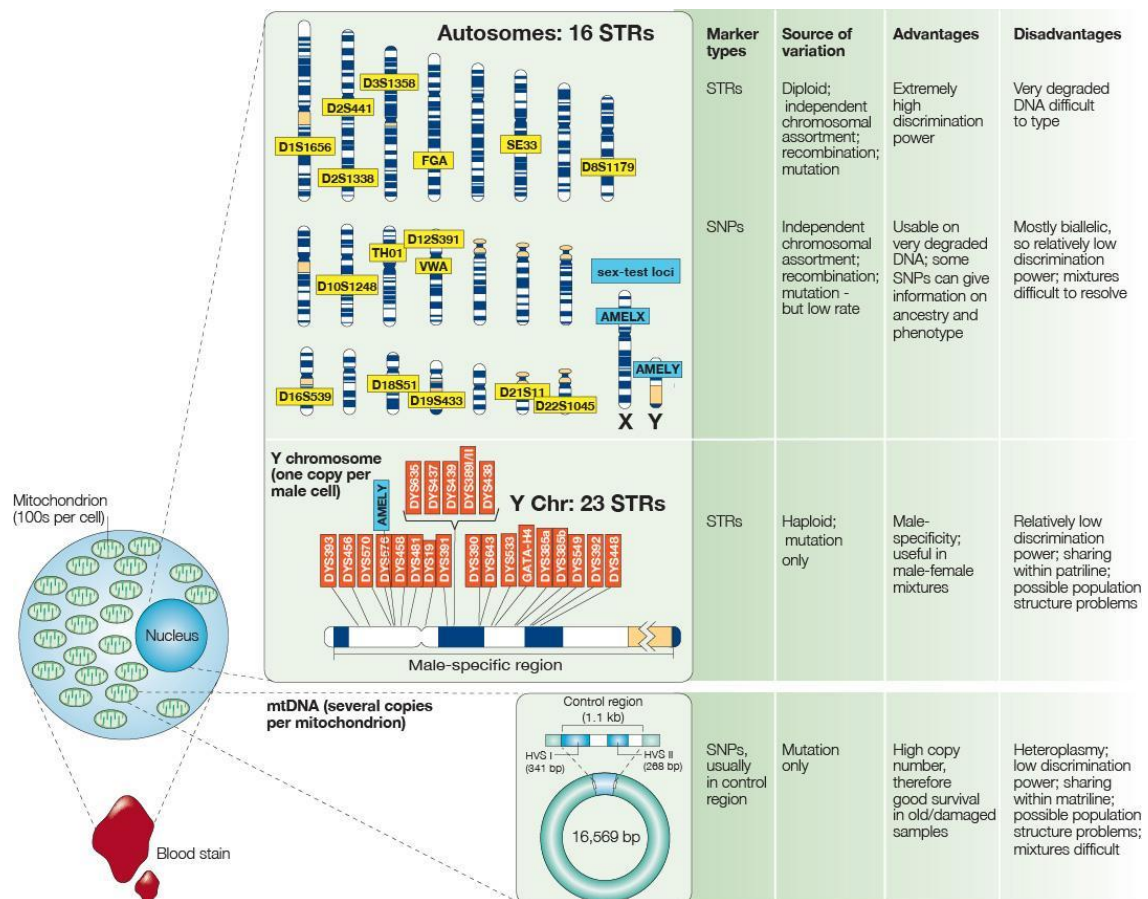 Autosomes: 16 STRs
D1S1656
D2S441
D2S1338
D3S1358
FGA
SE33
D8S1179
D10S1248
TH01
D12S391
VWA
sex-test loci
AMELX
AMELY
D16S539
D18S51
D19S433
D21S11
D22S1045
X
Y
Y chromosome
(one copy per
male cell)
Y Chr: 23 STRs
DYS635
DYS437
DYS439
DYS389I/II
DYS438
AMELY
DYS393
DYS456
DYS570
DYS576
DYS458
DYS481
DYS19
DYS391
DYS390
DYS643
DYS533
GATA-H4
DYS385a
DYS385b
DYS549
DYS392
DYS448
Male-specific region
Mitochondrion
(100s per cell)
Nucleus
Blood stain
mtDNA (several copies
per mitochondrion)
Control region
(1.1 kb)
HVS I
(341 bp)
HVS II
(268 bp)
16,569 bp
Marker
types
Source of
variation
Advantages
Disadvantages
STRs
Diploid;
independent
chromosomal
assortment;
recombination;
mutation
Extremely
high
discrimination
power
Very degraded
DNA difficult
to type
SNPs
Independent
chromosomal
assortment;
recombination;
mutation -
but low rate
Usable on
very degraded
DNA; some
SNPs can give
information on
ancestry and
phenotype
Mostly biallelic,
so relatively low
discrimination
power; mixtures
difficult to resolve
STRs
Haploid;
mutation
only
Male-
specificity;
useful in
male-female
mixtures
Relatively low
discrimination
power; sharing
within patriline;
possible population
structure problems
SNPs,
usually
in control
region
Mutation
only
High copy
number,
therefore
good survival
in old/damaged
samples
Heteroplasmy;
low discrimination
power; sharing
within matriline;
possible population
structure problems;
mixtures difficult